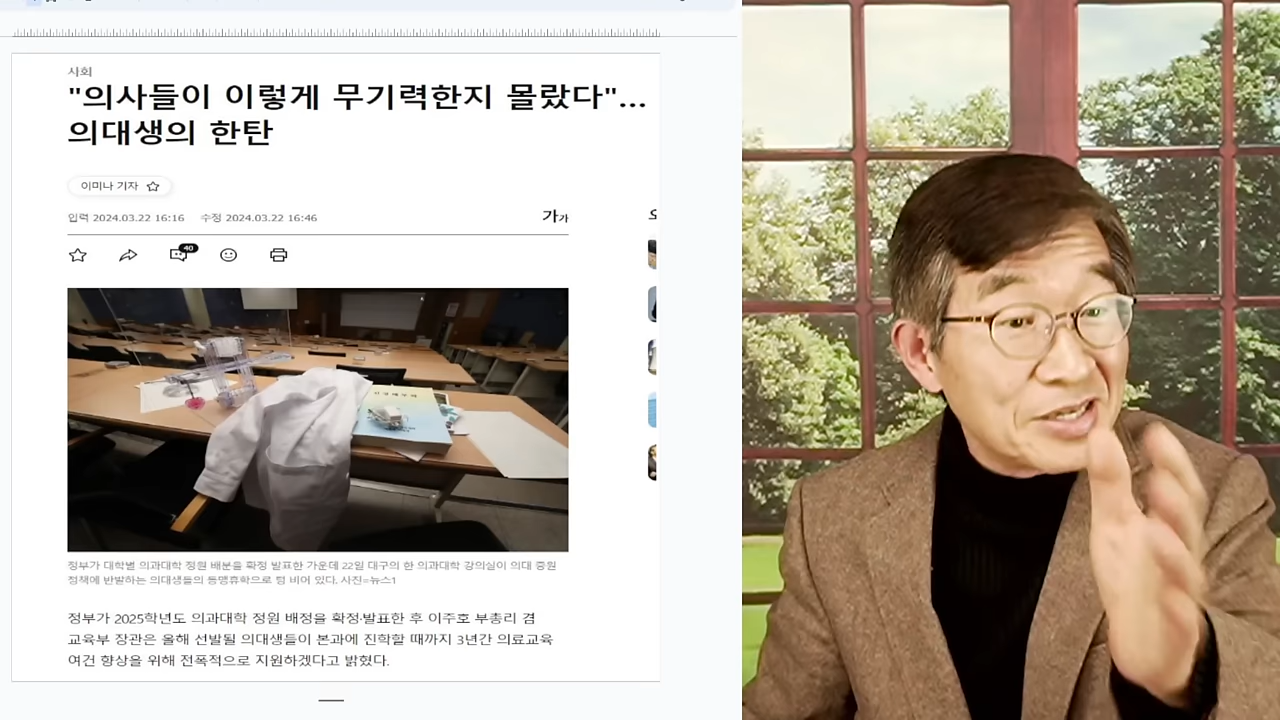 사회
"의사들이 이렇게 무기력한지 몰랐다"...
의대생의 한탄
이미나 기자
입력 2024.03.22 16:16 수정 2024.03.22 16:46
가가
40
정부가 대학별 의과대학 정원 배분을 확정 발표한 가운데 22일 대구의 한 의과대학 강의실이 의대 증원
정책에 반발하는 의대생들의 동맹휴학으로 텅 비어 있다. 사진=뉴스1
정부가 2025학년도 의과대학 정원 배정을 확정·발표한 후 이주호 부총리 겸
교육부 장관은 올해 선발될 의대생들이 본과에 진학할 때까지 3년간 의료교육
여건 향상을 위해 전폭적으로 지원하겠다고 밝혔다.